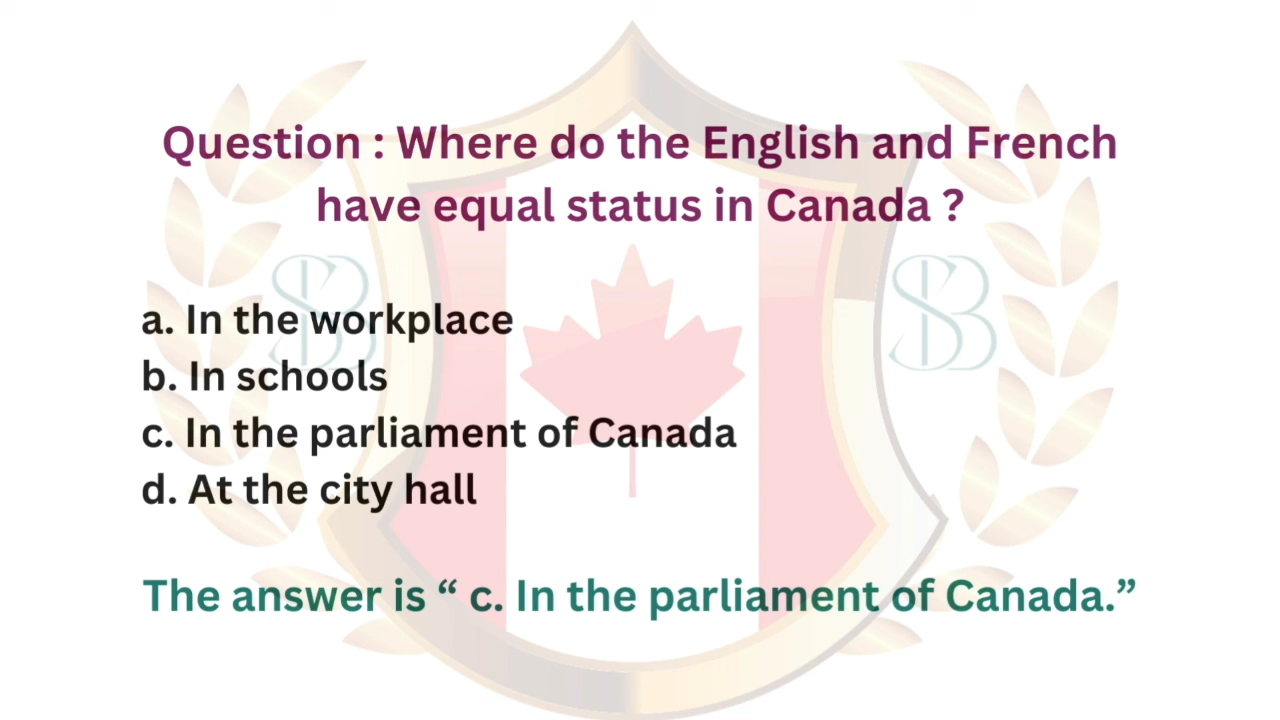 Question : Where do the English and French
have equal status in Canada ?
a. In the workplace
b. In schools
c. In the parliament of Canada
d. At the city hall
The answer is “ c. In the parliament of Canada.”